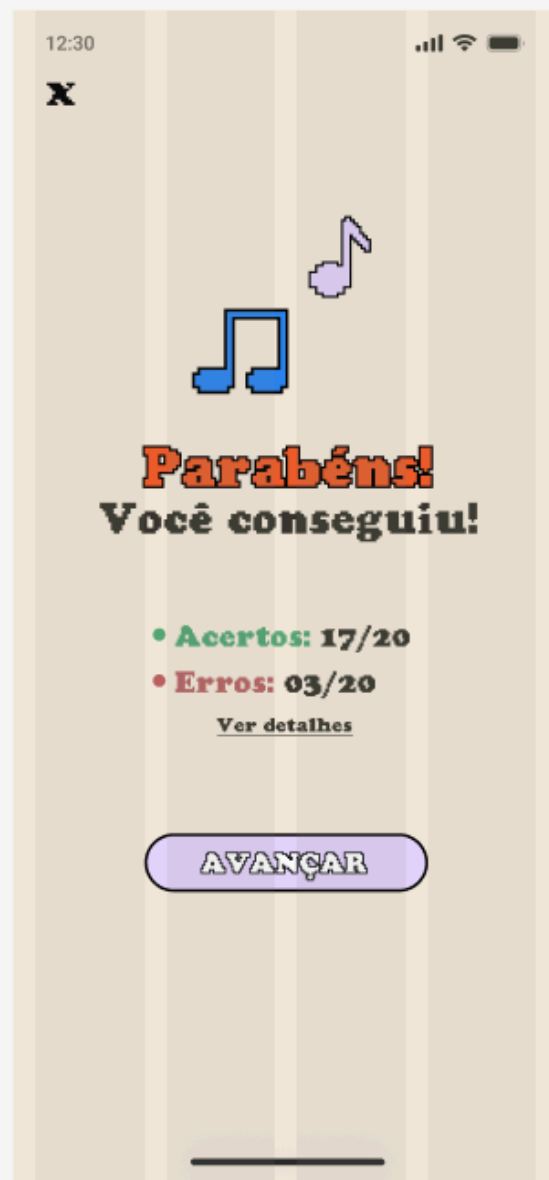 12:30
X
Parabéns!
Você conseguiu!
• Acertos: 17/20
• Erros: 03/20
Ver detalhes
AVANÇAR